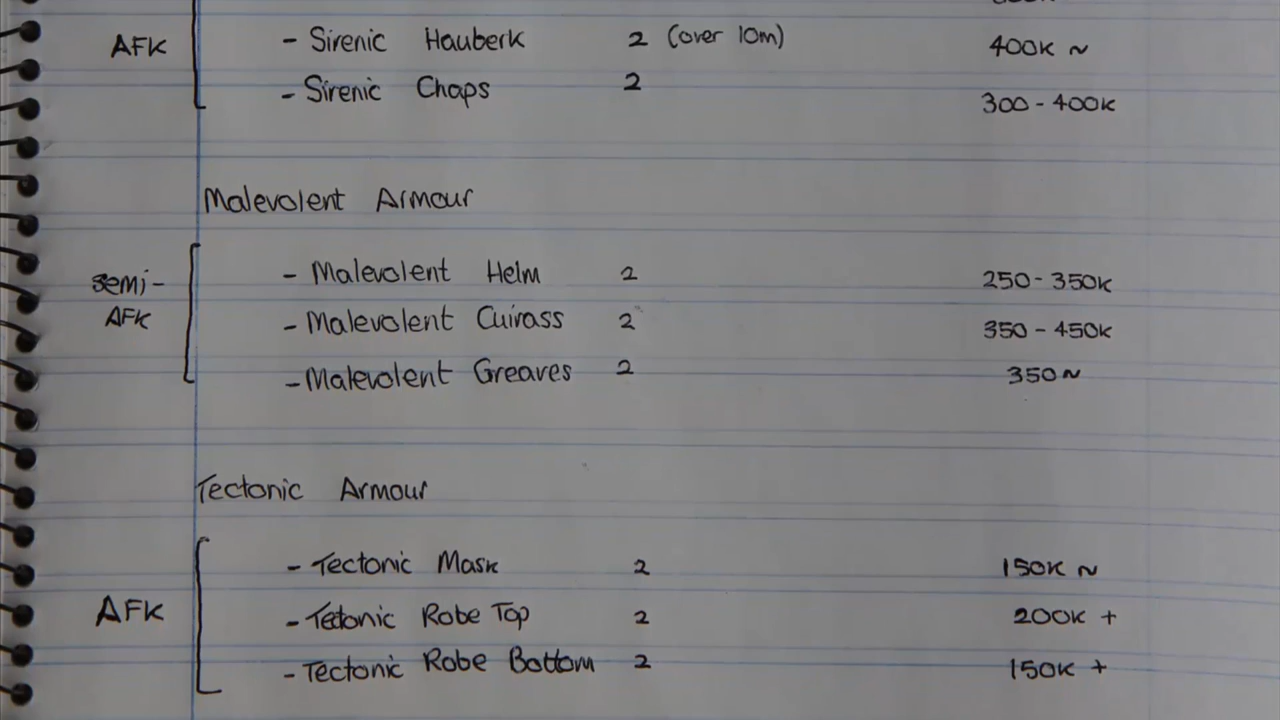 AFK - Sirenic Hauberk 2 (over 10m) 400K ~
- Sirenic Chaps 2 300 - 400K
Malevolent Armour
- Malevolent Helm 2 250 - 350K
semi-
AFK - Malevolent Cuirass 2 350 - 450K
- Malevolent Greaves 2 350 ~
Tectonic Armour
- Tectonic Mask 2 150K ~
AFK - Tectonic Robe Top 2 200K +
- Tectonic Robe Bottom 2 150K +